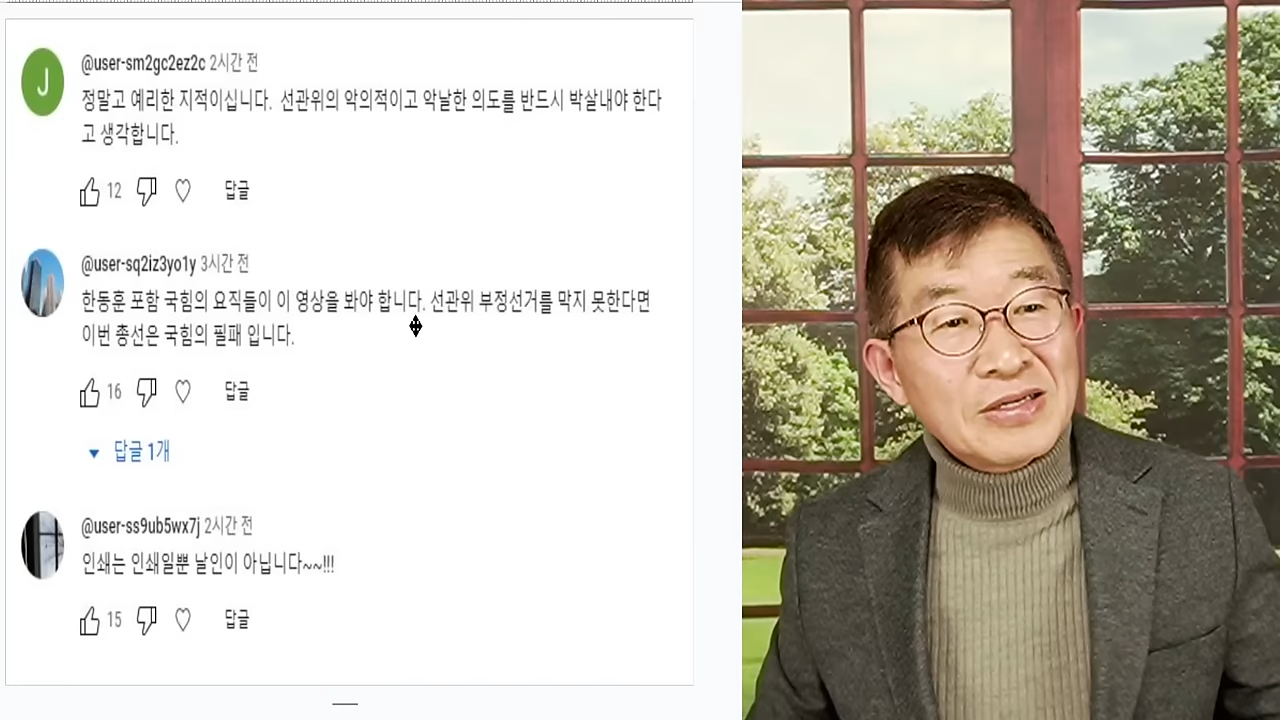 J
@user-sm2gc2ez2c 2시간 전
정말고 예리한 지적이십니다. 선관위의 악의적이고 악날한 의도를 반드시 박살내야 한다
고 생각합니다.
12 답글
@user-sq2iz3yo1y 3시간 전
한동훈 포함 국힘의 요직들이 이 영상을 봐야 합니다. 선관위 부정선거를 막지 못한다면
이번 총선은 국힘의 필패 입니다.
16 답글
답글 1개
@user-ss9ub5wx7j 2시간 전
인쇄는 인쇄일뿐 날인이 아닙니다~~!!!
15 답글